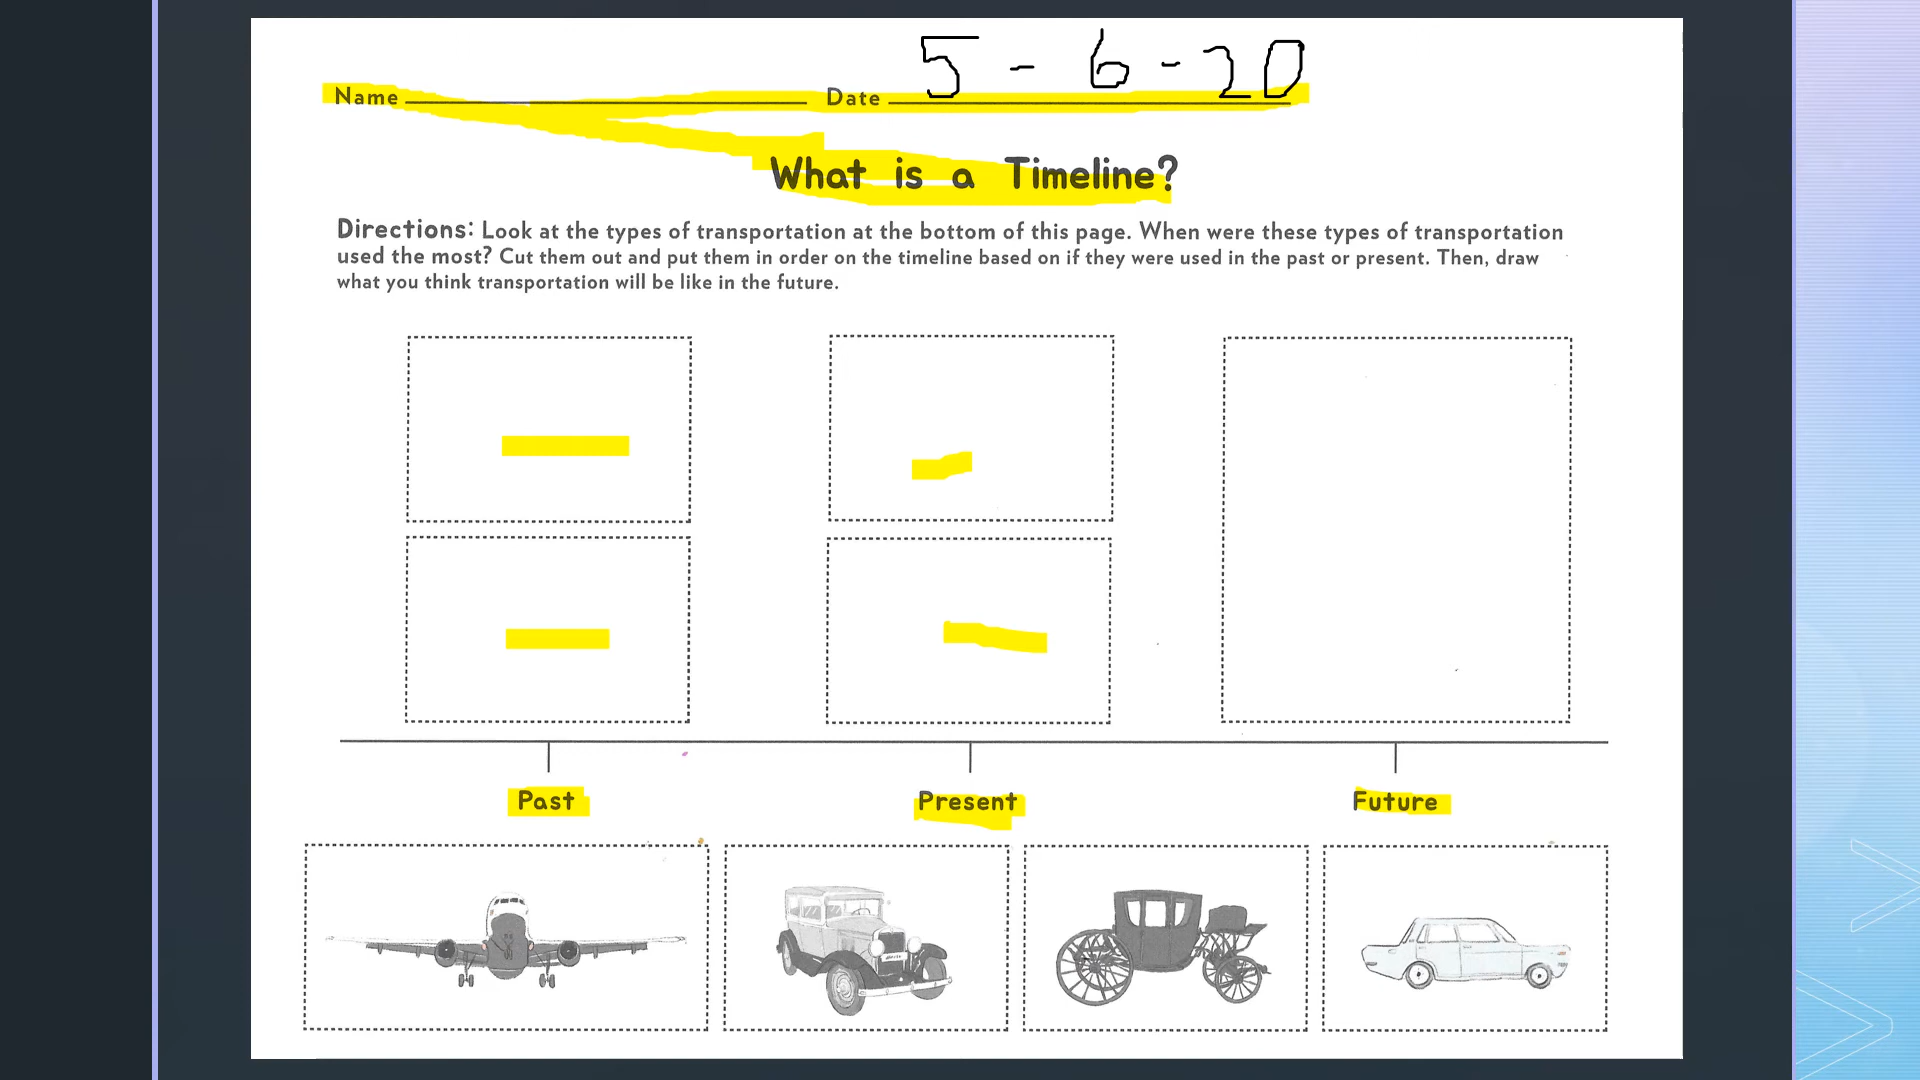 5 - 6 - 20
Name Date
What is a Timeline?
Directions: Look at the types of transportation at the bottom of this page. When were these types of transportation
used the most? Cut them out and put them in order on the timeline based on if they were used in the past or present. Then, draw
what you think transportation will be like in the future.
Past Present Future